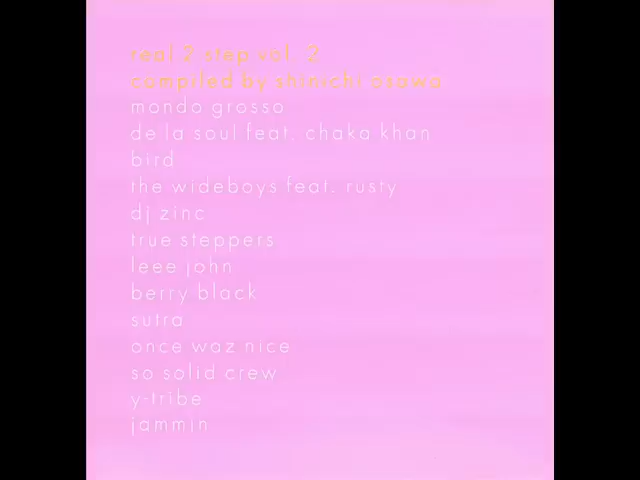 real 2 step vol. 2
compiled by shinichi osawa
mondo grosso
de la soul feat. chaka khan
bird
the wideboys feat. rusty
dj zinc
true steppers
leee john
berry black
sutra
once waz nice
so solid crew
y-tribe
jammin